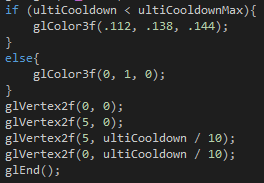 if (ultiCooldown < ultiCooldownMax){
glColor3f(.112, .138, .144);
}
else{
glColor3f(0, 1, 0);
}
glVertex2f(0, 0);
glVertex2f(5, 0);
glVertex2f(5, ultiCooldown / 10);
glVertex2f(0, ultiCooldown / 10);
glEnd();